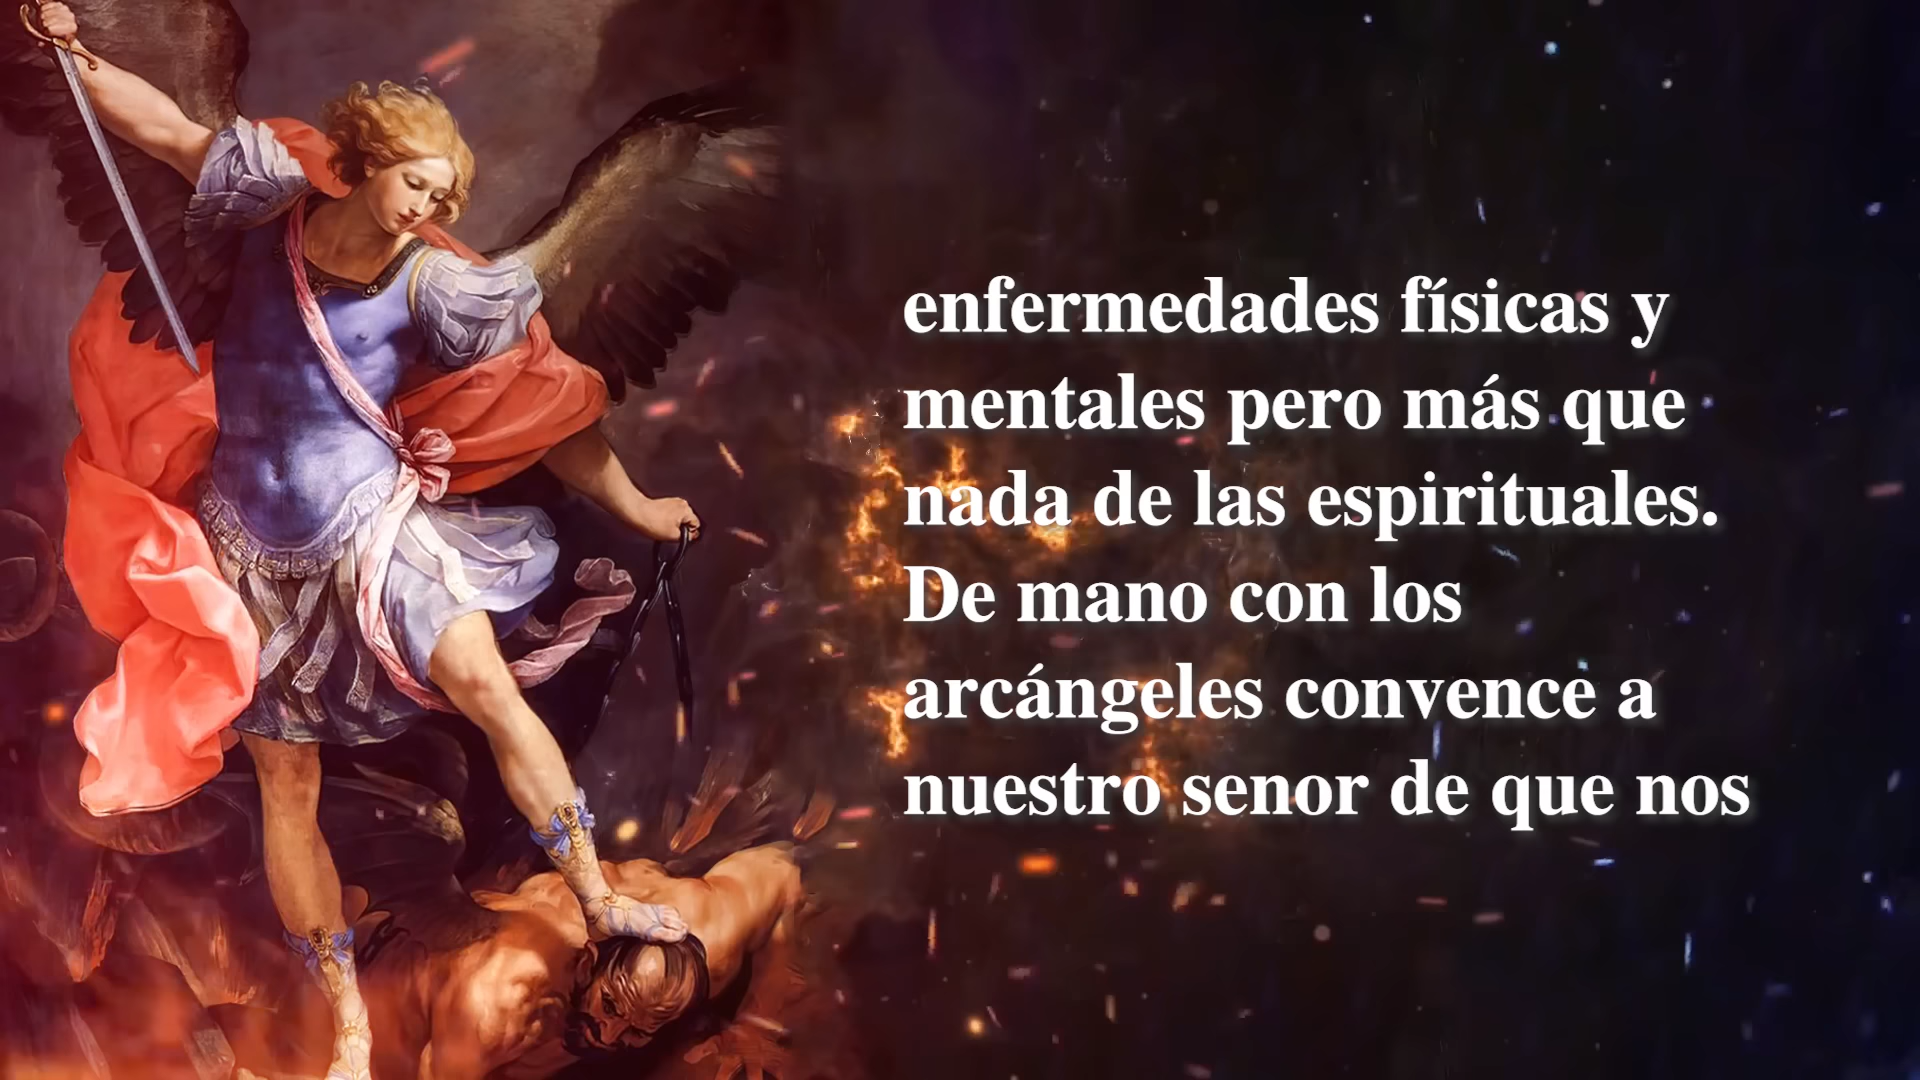 enfermedades físicas y
mentales pero más que
nada de las espirituales.
De mano con los
arcángeles convence a
nuestro senor de que nos